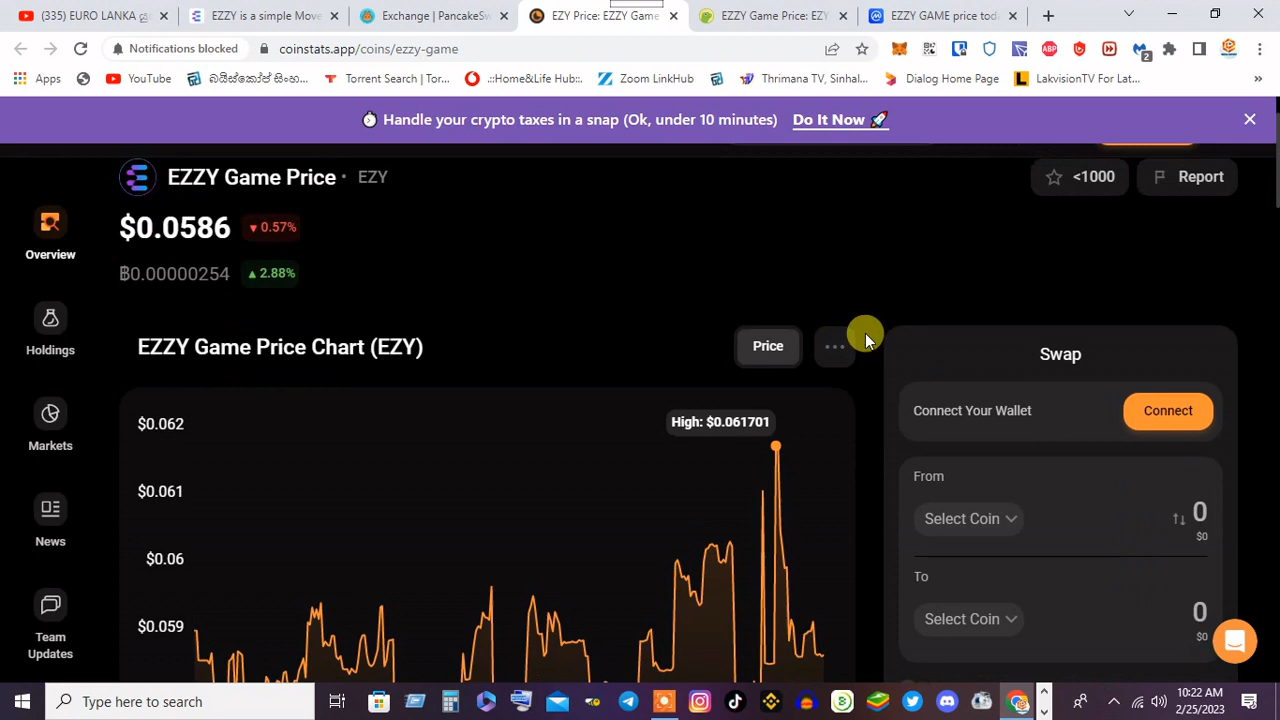 (335) EURO LANKA
EZZY is a simple Move
Exchange | PancakeSw
EZY Price: EZZY Game
EZZY Game Price: EZY
EZZY GAME price tod
Notifications blocked
coinstats.app/coins/ezzy-game
ABP
2
Apps
YouTube
බයිස්කෝප් සිංහ...
Torrent Search | Tor...
.::Home&Life Hub::.
Zoom LinkHub
Thrimana TV, Sinhal...
Dialog Home Page
LakvisionTV For Lat...
»
Handle your crypto taxes in a snap (Ok, under 10 minutes) Do It Now 🚀
EZZY Game Price · EZY
<1000
Report
$0.0586
▼ 0.57%
฿0.00000254
▲ 2.88%
Overview
Holdings
Markets
News
Team
Updates
EZZY Game Price Chart (EZY)
Price
...
$0.062
$0.061
$0.06
$0.059
High: $0.061701
Swap
Connect Your Wallet
Connect
From
Select Coin
0
$0
To
Select Coin
0
$0
Type here to search
10:22 AM
2/25/2023